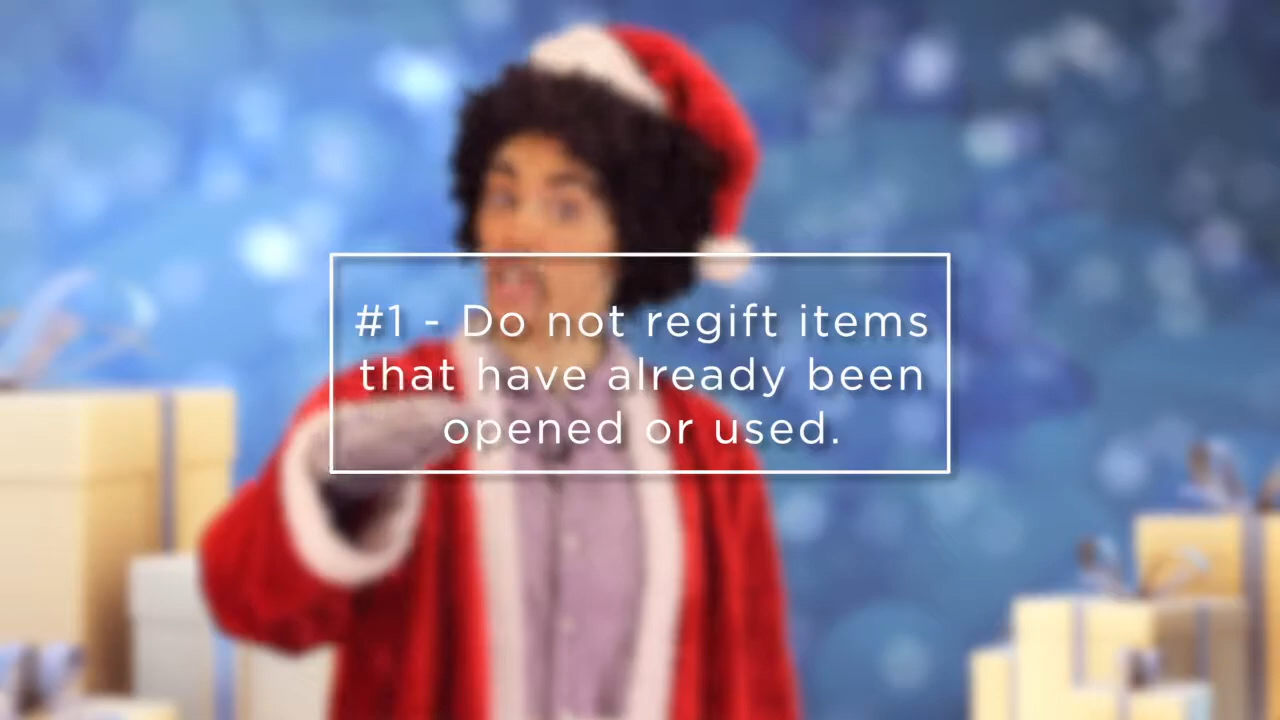 #1 - Do not regift items
that have already been
opened or used.